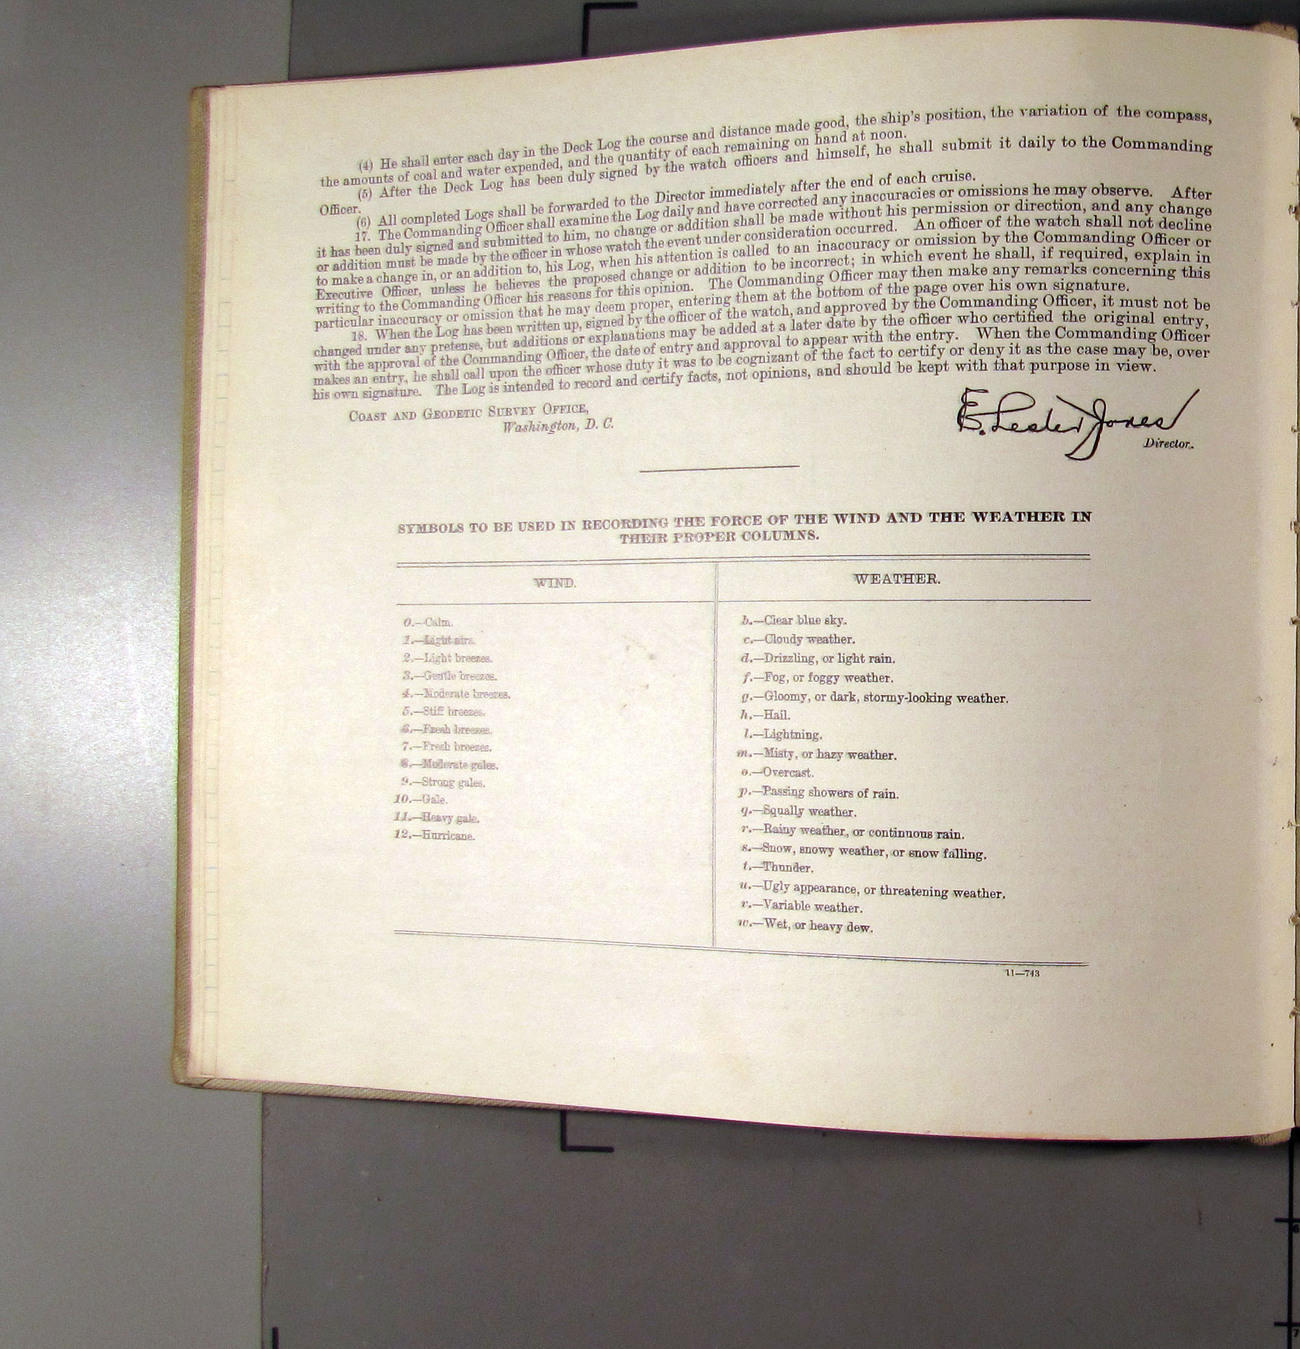 (4) He shall enter each day in the Deck Log the course and distance made good, the ship's position, the variation of the compass,
the amounts of coal and water expended, and the quantity of each remaining on hand at noon.
(5) After the Deck Log has been duly signed by the watch officers and himself, he shall submit it daily to the Commanding
Officer.
(6) All completed Logs shall be forwarded to the Director immediately after the end of each cruise.
17. The Commanding Officer shall examine the Log daily and have corrected any inaccuracies or omissions he may observe. After
it has been duly signed and submitted to him, no change or addition shall be made without his permission or direction, and any change
or addition must be made by the officer in whose watch the event under consideration occurred. An officer of the watch shall not decline
to make a change in, or an addition to, his Log, when his attention is called to an inaccuracy or omission by the Commanding Officer or
Executive Officer, unless he believes the proposed change or addition to be incorrect; in which event he shall, if required, explain in
writing to the Commanding Officer his reasons for this opinion. The Commanding Officer may then make any remarks concerning this
particular inaccuracy or omission that he may deem proper, entering them at the bottom of the page over his own signature.
18. When the Log has been written up, signed by the officer of the watch, and approved by the Commanding Officer, it must not be
changed under any pretense, but additions or explanations may be added at a later date by the officer who certified the original entry,
with the approval of the Commanding Officer, the date of entry and approval to appear with the entry. When the Commanding Officer
makes an entry, he shall call upon the officer whose duty it was to be cognizant of the fact to certify or deny it as the case may be, over
his own signature. The Log is intended to record and certify facts, not opinions, and should be kept with that purpose in view.
COAST AND GEODETIC SURVEY OFFICE,
Washington, D. C.
E. Lester Jones
Director.
SYMBOLS TO BE USED IN RECORDING THE FORCE OF THE WIND AND THE WEATHER IN
THEIR PROPER COLUMNS.
WIND.
0.—Calm.
1.—Light airs.
2.—Light breezes.
3.—Gentle breezes.
4.—Moderate breezes.
5.—Stiff breezes.
6.—Fresh breezes.
7.—Fresh breezes.
8.—Moderate gales.
9.—Strong gales.
10.—Gale.
11.—Heavy gale.
12.—Hurricane.
WEATHER.
b.—Clear blue sky.
c.—Cloudy weather.
d.—Drizzling, or light rain.
f.—Fog, or foggy weather.
g.—Gloomy, or dark, stormy-looking weather.
h.—Hail.
l.—Lightning.
m.—Misty, or hazy weather.
o.—Overcast.
p.—Passing showers of rain.
q.—Squally weather.
r.—Rainy weather, or continuous rain.
s.—Snow, snowy weather, or snow falling.
t.—Thunder.
u.—Ugly appearance, or threatening weather.
v.—Variable weather.
w.—Wet, or heavy dew.
11—743